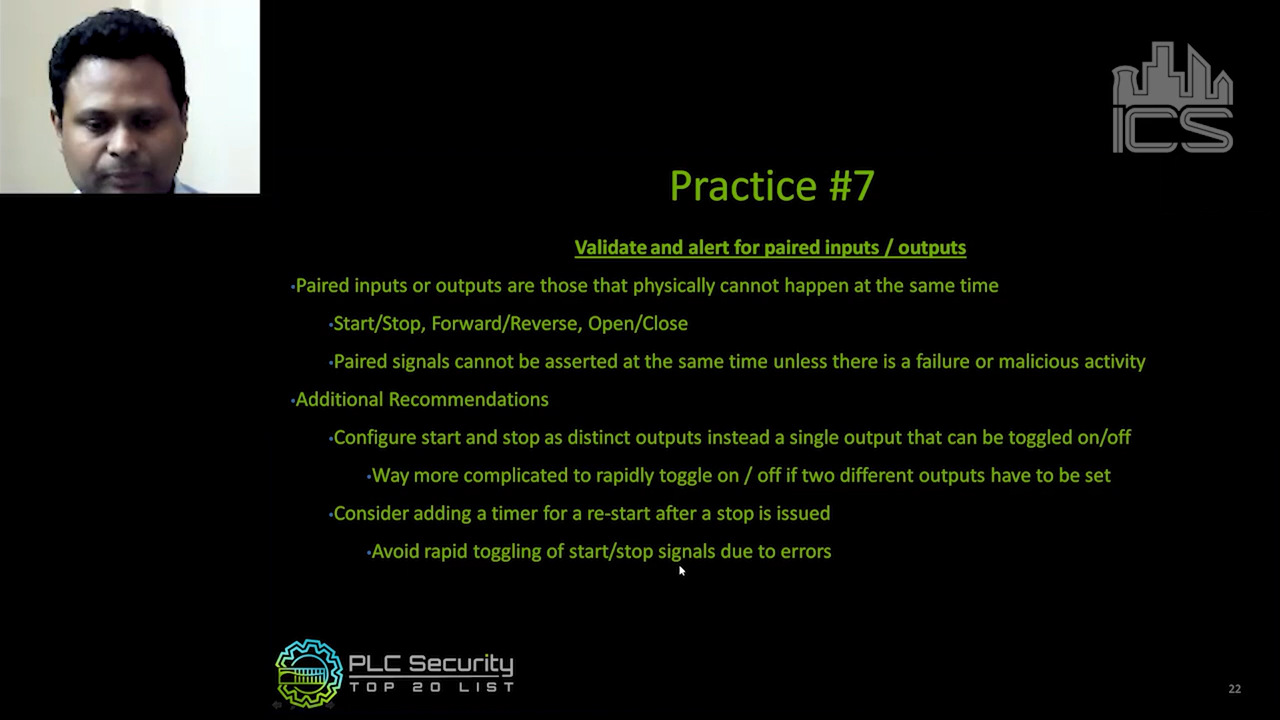 ICS
Practice #7
Validate and alert for paired inputs / outputs
•Paired inputs or outputs are those that physically cannot happen at the same time
•Start/Stop, Forward/Reverse, Open/Close
•Paired signals cannot be asserted at the same time unless there is a failure or malicious activity
•Additional Recommendations
•Configure start and stop as distinct outputs instead a single output that can be toggled on/off
•Way more complicated to rapidly toggle on / off if two different outputs have to be set
•Consider adding a timer for a re-start after a stop is issued
•Avoid rapid toggling of start/stop signals due to errors
PLC Security
TOP 20 LIST
22